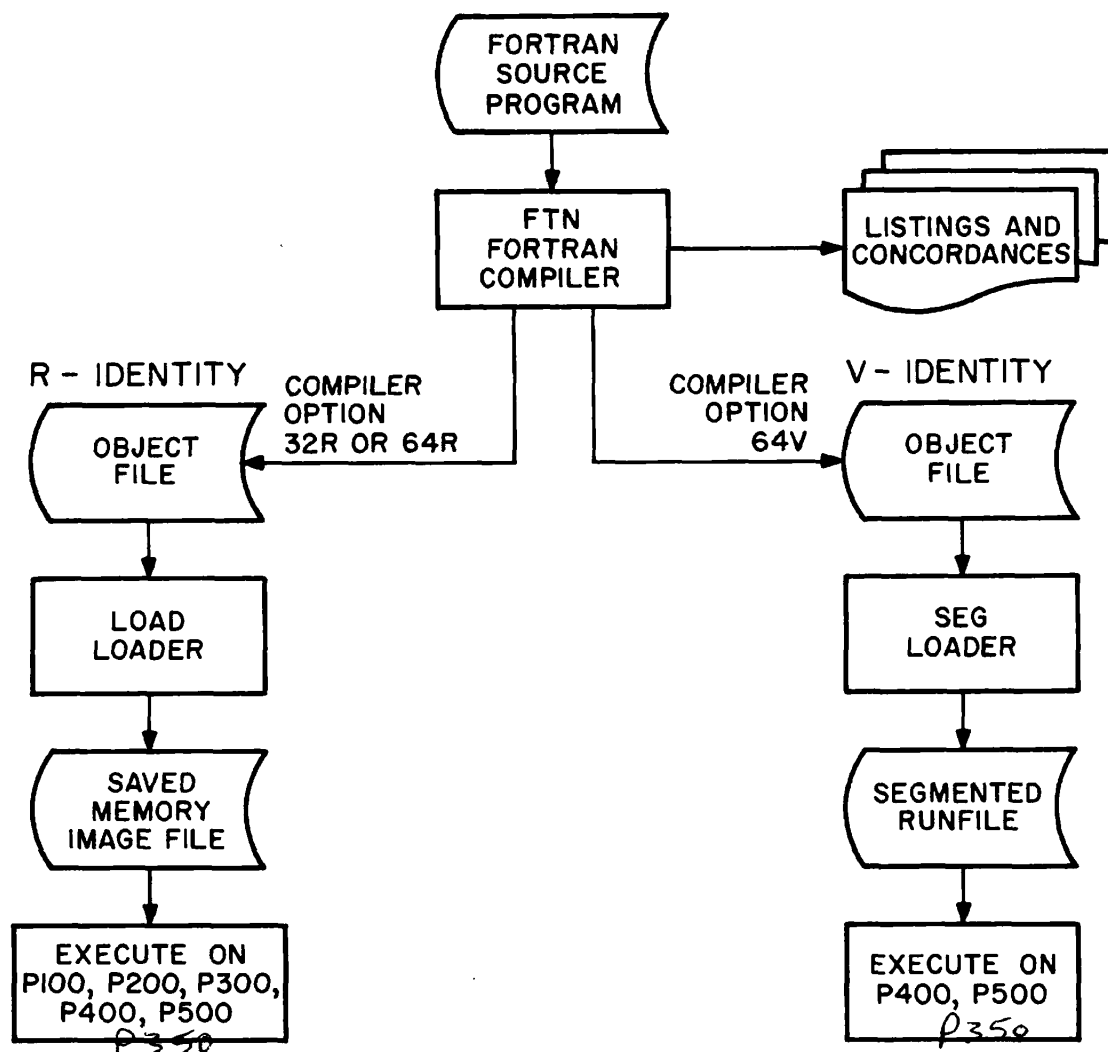 FORTRAN
SOURCE
PROGRAM
FTN
FORTRAN
COMPILER
LISTINGS AND
CONCORDANCES
R - IDENTITY
COMPILER
OPTION
32R OR 64R
OBJECT
FILE
COMPILER
OPTION
64V
V - IDENTITY
OBJECT
FILE
LOAD
LOADER
SEG
LOADER
SAVED
MEMORY
IMAGE FILE
SEGMENTED
RUNFILE
EXECUTE ON
P100, P200, P300,
P400, P500
P350
EXECUTE ON
P400, P500
P350